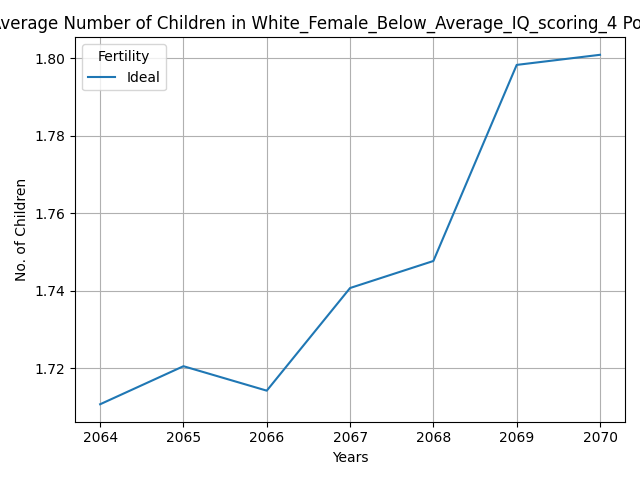 verage Number of Children in White_Female_Below_Average_IQ_scoring_4 Po
Fertility
Ideal
1.80
1.78
1.76
1.74
1.72
No. of Children
2064 2065 2066 2067 2068 2069 2070
Years